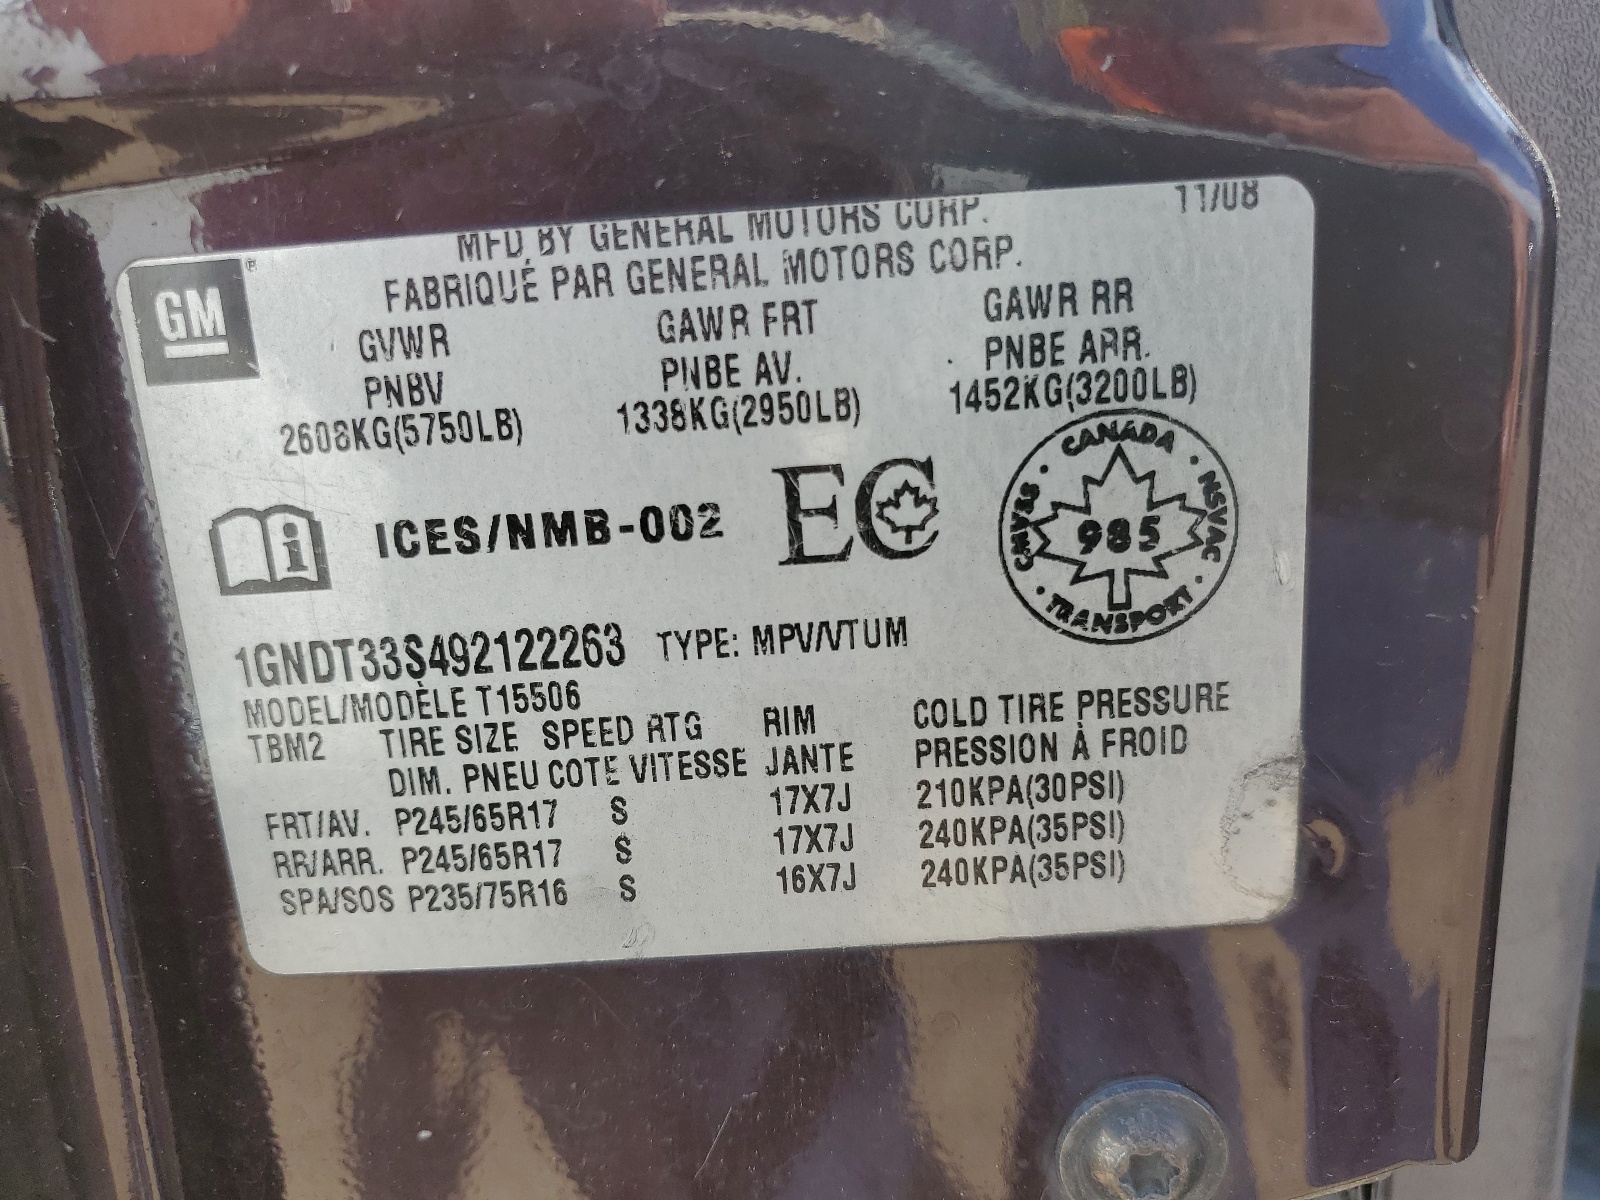 MFD. BY GENERAL MOTORS CORP. 11/08
FABRIQUÉ PAR GENERAL MOTORS CORP.
GM
GVWR GAWR FRT GAWR RR
PNBV PNBE AV. PNBE ARR.
2608KG(5750LB) 1338KG(2950LB) 1452KG(3200LB)
ICES/NMB-002 EC
CANADA
CMVSS 985 NSVAC
TRANSPORT
1GNDT33S492122263 TYPE: MPV/VTUM
MODEL/MODÈLE T15506
TBM2 TIRE SIZE SPEED RTG RIM COLD TIRE PRESSURE
DIM. PNEU COTE VITESSE JANTE PRESSION À FROID
FRT/AV. P245/65R17 S 17X7J 210KPA(30PSI)
RR/ARR. P245/65R17 S 17X7J 240KPA(35PSI)
SPA/SOS P235/75R16 S 16X7J 240KPA(35PSI)